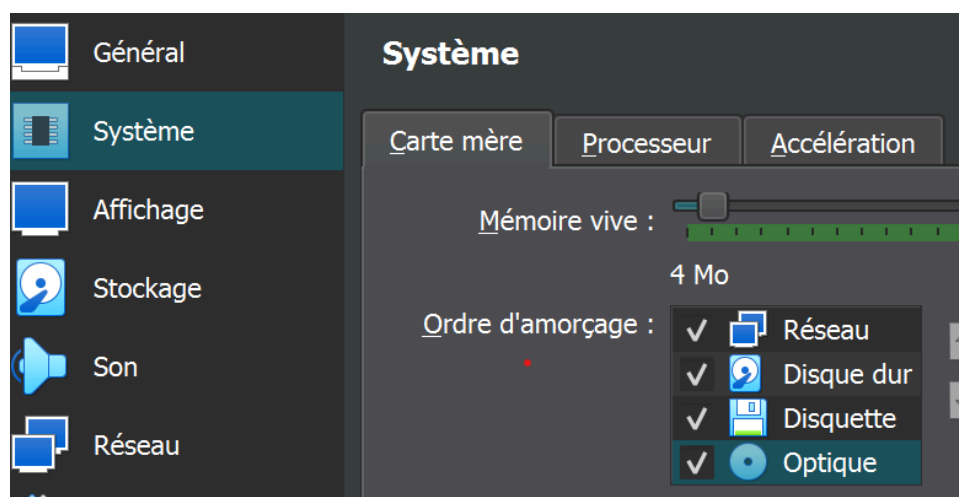 Général
Système
Affichage
Stockage
Son
Réseau
Système
Carte mère
Processeur
Accélération
Mémoire vive :
4 Mo
Ordre d'amorçage :
Réseau
Disque dur
Disquette
Optique